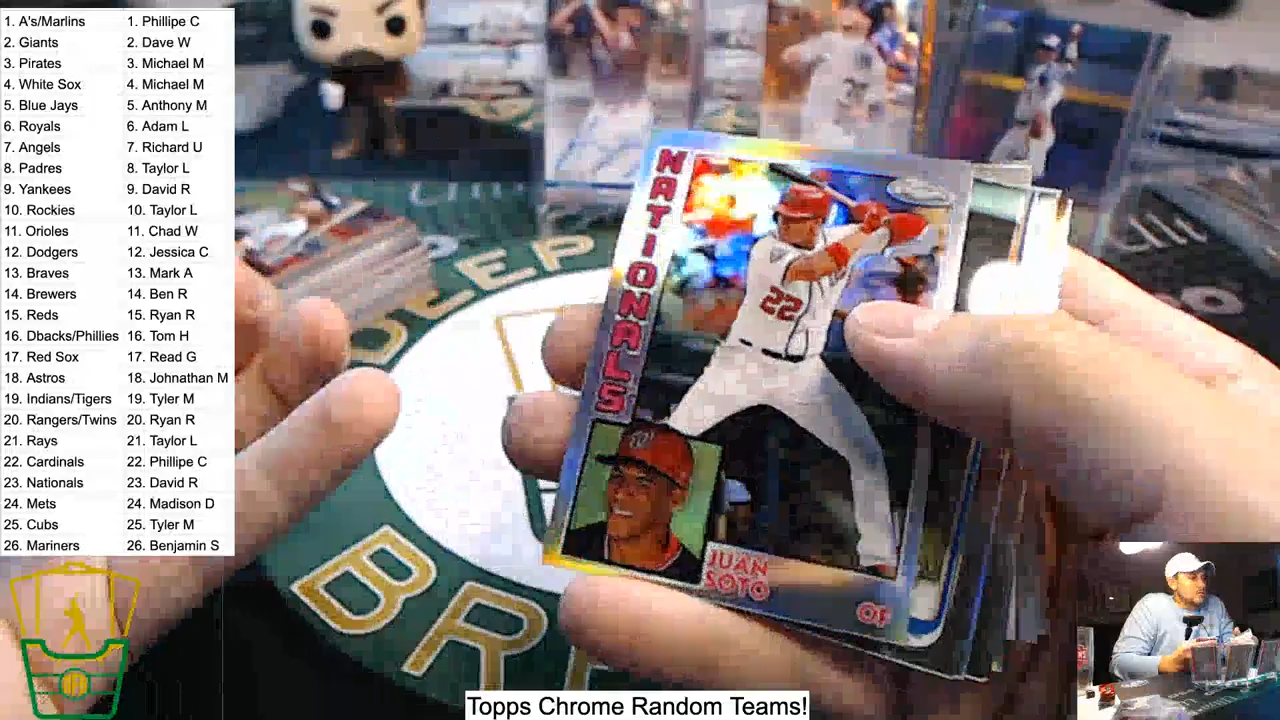 1. A's/Marlins
2. Giants
3. Pirates
4. White Sox
5. Blue Jays
6. Royals
7. Angels
8. Padres
9. Yankees
10. Rockies
11. Orioles
12. Dodgers
13. Braves
14. Brewers
15. Reds
16. Dbacks/Phillies
17. Red Sox
18. Astros
19. Indians/Tigers
20. Rangers/Twins
21. Rays
22. Cardinals
23. Nationals
24. Mets
25. Cubs
26. Mariners
1. Phillipe C
2. Dave W
3. Michael M
4. Michael M
5. Anthony M
6. Adam L
7. Richard U
8. Taylor L
9. David R
10. Taylor L
11. Chad W
12. Jessica C
13. Mark A
14. Ben R
15. Ryan R
16. Tom H
17. Read G
18. Johnathan M
19. Tyler M
20. Ryan R
21. Taylor L
22. Phillipe C
23. David R
24. Madison D
25. Tyler M
26. Benjamin S
NATIONALS
22
JUAN
SOTO
OF
DEEP
BR
Topps Chrome Random Teams!